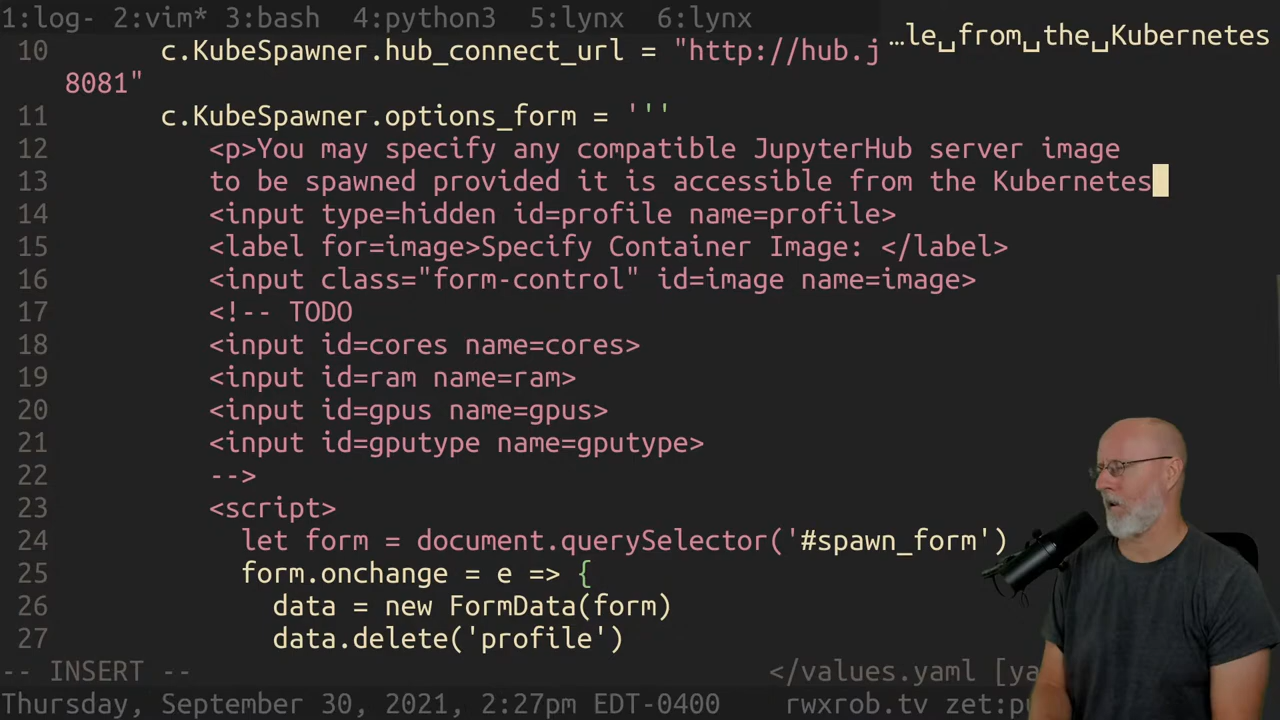 1:log- 2:vim* 3:bash  4:python3  5:lynx  6:lynx
…le␣from␣the␣Kubernetes
10 c.KubeSpawner.hub_connect_url = "http://hub.j
8081"
11 c.KubeSpawner.options_form = '''
12 <p>You may specify any compatible JupyterHub server image
13 to be spawned provided it is accessible from the Kubernetes
14 <input type=hidden id=profile name=profile>
15 <label for=image>Specify Container Image: </label>
16 <input class="form-control" id=image name=image>
17 <!-- TODO
18 <input id=cores name=cores>
19 <input id=ram name=ram>
20 <input id=gpus name=gpus>
21 <input id=gputype name=gputype>
22 -->
23 <script>
24 let form = document.querySelector('#spawn_form')
25 form.onchange = e => {
26 data = new FormData(form)
27 data.delete('profile')
-- INSERT -- </values.yaml [ya
Thursday, September 30, 2021, 2:27pm EDT-0400 rwxrob.tv zet:pu